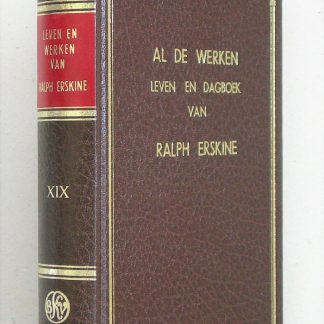 LEVEN EN
WERKEN
VAN
RALPH ERSKINE
XIX
AL DE WERKEN
LEVEN EN DAGBOEK
VAN
RALPH ERSKINE